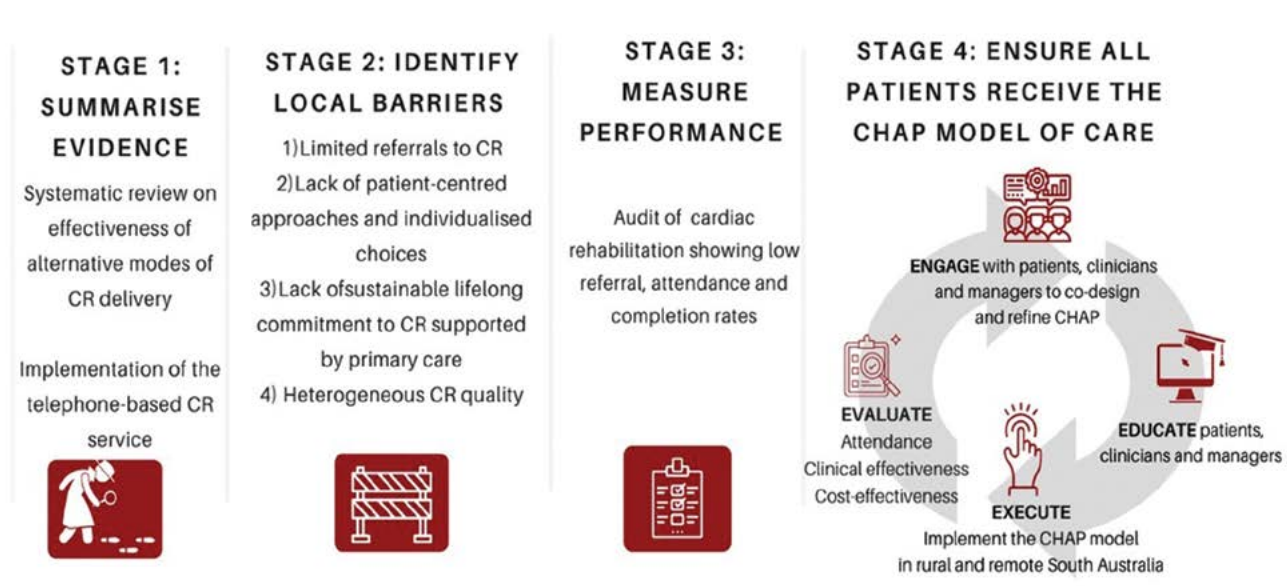 STAGE 1:
SUMMARISE
EVIDENCE
Systematic review on
effectiveness of
alternative modes of
CR delivery
Implementation of the
telephone-based CR
service
STAGE 2: IDENTIFY
LOCAL BARRIERS
1)Limited referrals to CR
2)Lack of patient-centred
approaches and individualised
choices
3)Lack ofsustainable lifelong
commitment to CR supported
by primary care
4) Heterogeneous CR quality
STAGE 3:
MEASURE
PERFORMANCE
Audit of cardiac
rehabilitation showing low
referral, attendance and
completion rates
STAGE 4: ENSURE ALL
PATIENTS RECEIVE THE
CHAP MODEL OF CARE
ENGAGE with patients, clinicians
and managers to co-design
and refine CHAP
EDUCATE patients,
clinicians and managers
EXECUTE
Implement the CHAP model
in rural and remote South Australia
EVALUATE
Attendance
Clinical effectiveness
Cost-effectiveness